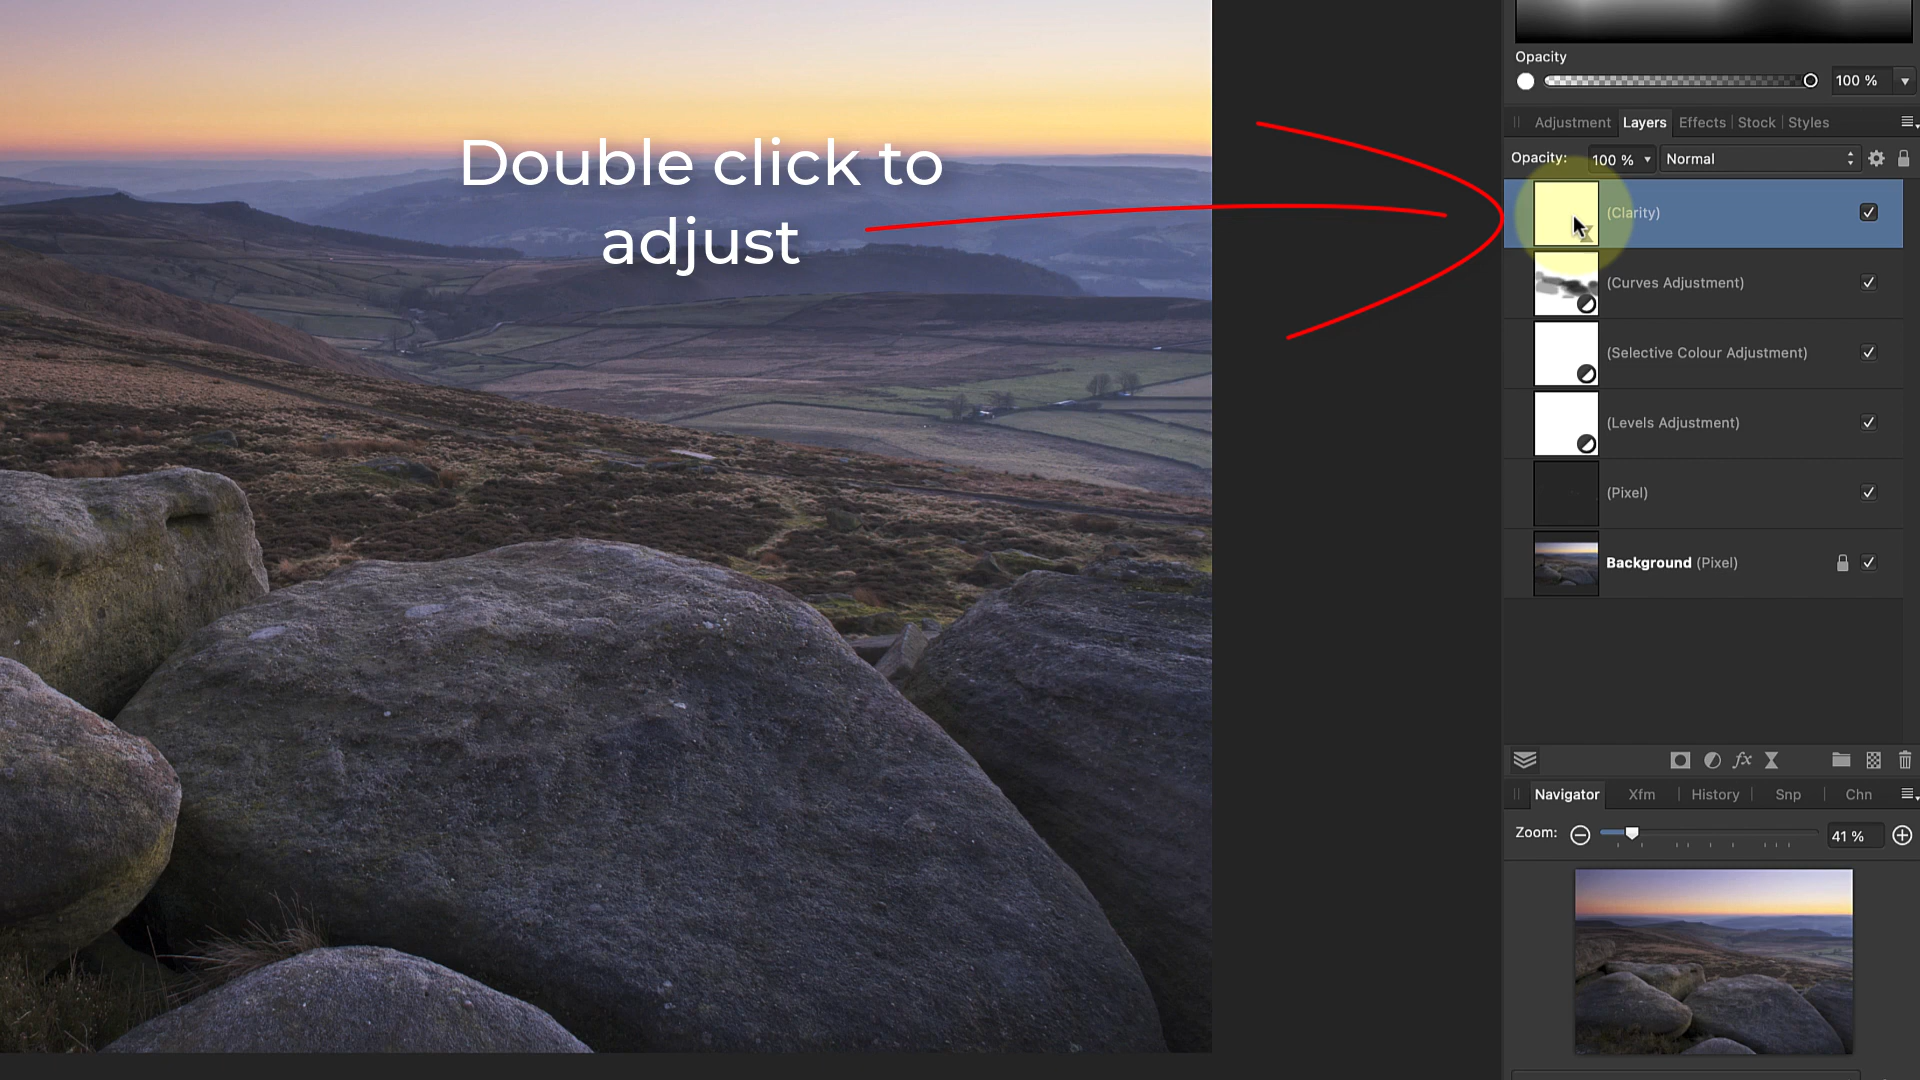 Opacity
100 %
Adjustment Layers Effects Stock Styles
Opacity: 100 % Normal
Double click to
adjust
(Clarity)
(Curves Adjustment)
(Selective Colour Adjustment)
(Levels Adjustment)
(Pixel)
Background (Pixel)
fx
Navigator Xfm History Snp Chn
Zoom: 41 %